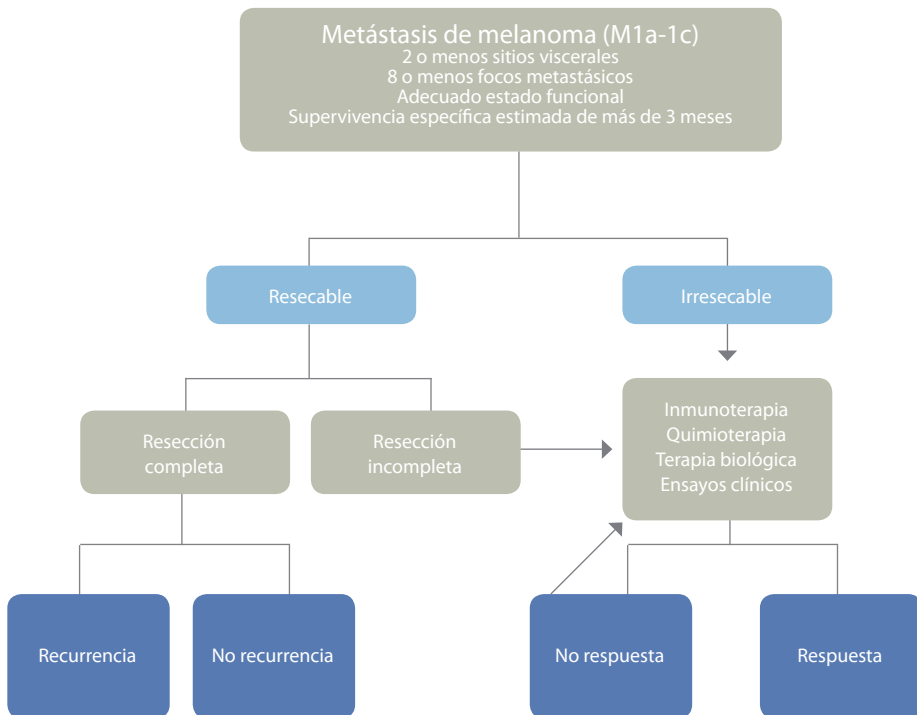 Metástasis de melanoma (M1a-1c)
2 o menos sitios viscerales
8 o menos focos metastásicos
Adecuado estado funcional
Supervivencia específica estimada de más de 3 meses
Resecable
Irresecable
Resección
completa
Resección
incompleta
Inmunoterapia
Quimioterapia
Terapia biológica
Ensayos clínicos
Recurrencia
No recurrencia
No respuesta
Respuesta